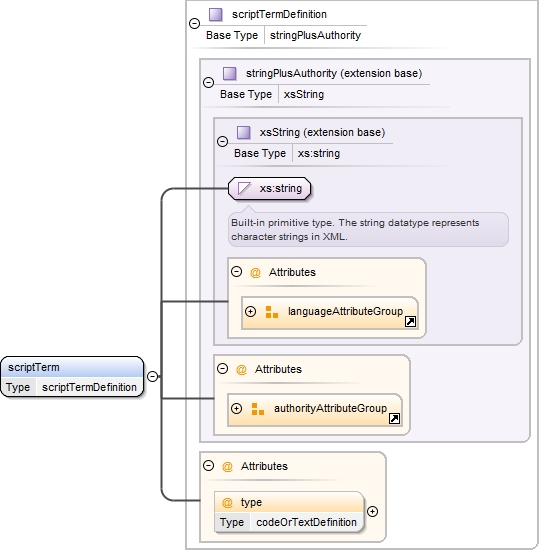 scriptTermDefinition
Base Type stringPlusAuthority
stringPlusAuthority (extension base)
Base Type xsString
xsString (extension base)
Base Type xs:string
xs:string
Built-in primitive type. The string datatype represents
character strings in XML.
@ Attributes
languageAttributeGroup
scriptTerm
Type scriptTermDefinition
@ Attributes
authorityAttributeGroup
@ Attributes
@ type
Type codeOrTextDefinition